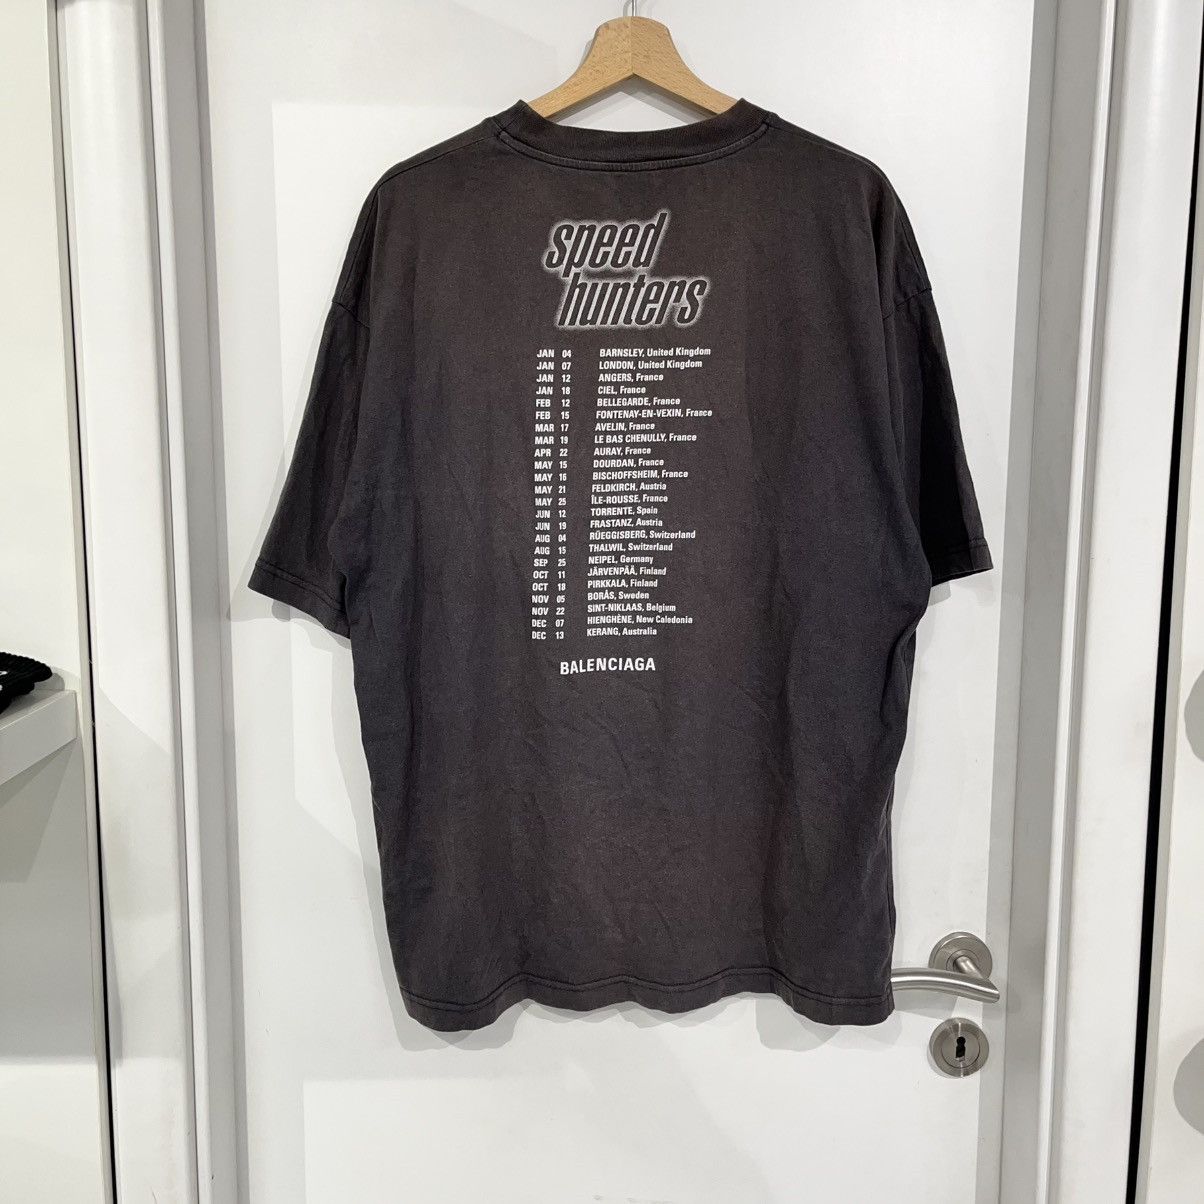 speed
hunters
JAN 04 BARNSLEY, United Kingdom
JAN 07 LONDON, United Kingdom
JAN 12 ANGERS, France
JAN 18 CIEL, France
FEB 12 BELLEGARDE, France
FEB 15 FONTENAY-EN-VEXIN, France
MAR 17 AVELIN, France
MAR 19 LE BAS CHENULLY, France
APR 22 AURAY, France
MAY 15 DOURDAN, France
MAY 16 BISCHOFFSHEIM, France
MAY 21 FELDKIRCH, Austria
MAY 25 ÎLE-ROUSSE, France
JUN 12 TORRENTE, Spain
JUN 19 FRASTANZ, Austria
AUG 04 RÜEGGISBERG, Switzerland
AUG 15 THALWIL, Switzerland
SEP 25 NEIPEL, Germany
OCT 11 JÄRVENPÄÄ, Finland
OCT 18 PIRKKALA, Finland
NOV 05 BORÅS, Sweden
NOV 22 SINT-NIKLAAS, Belgium
DEC 07 HIENGHÈNE, New Caledonia
DEC 13 KERANG, Australia
BALENCIAGA